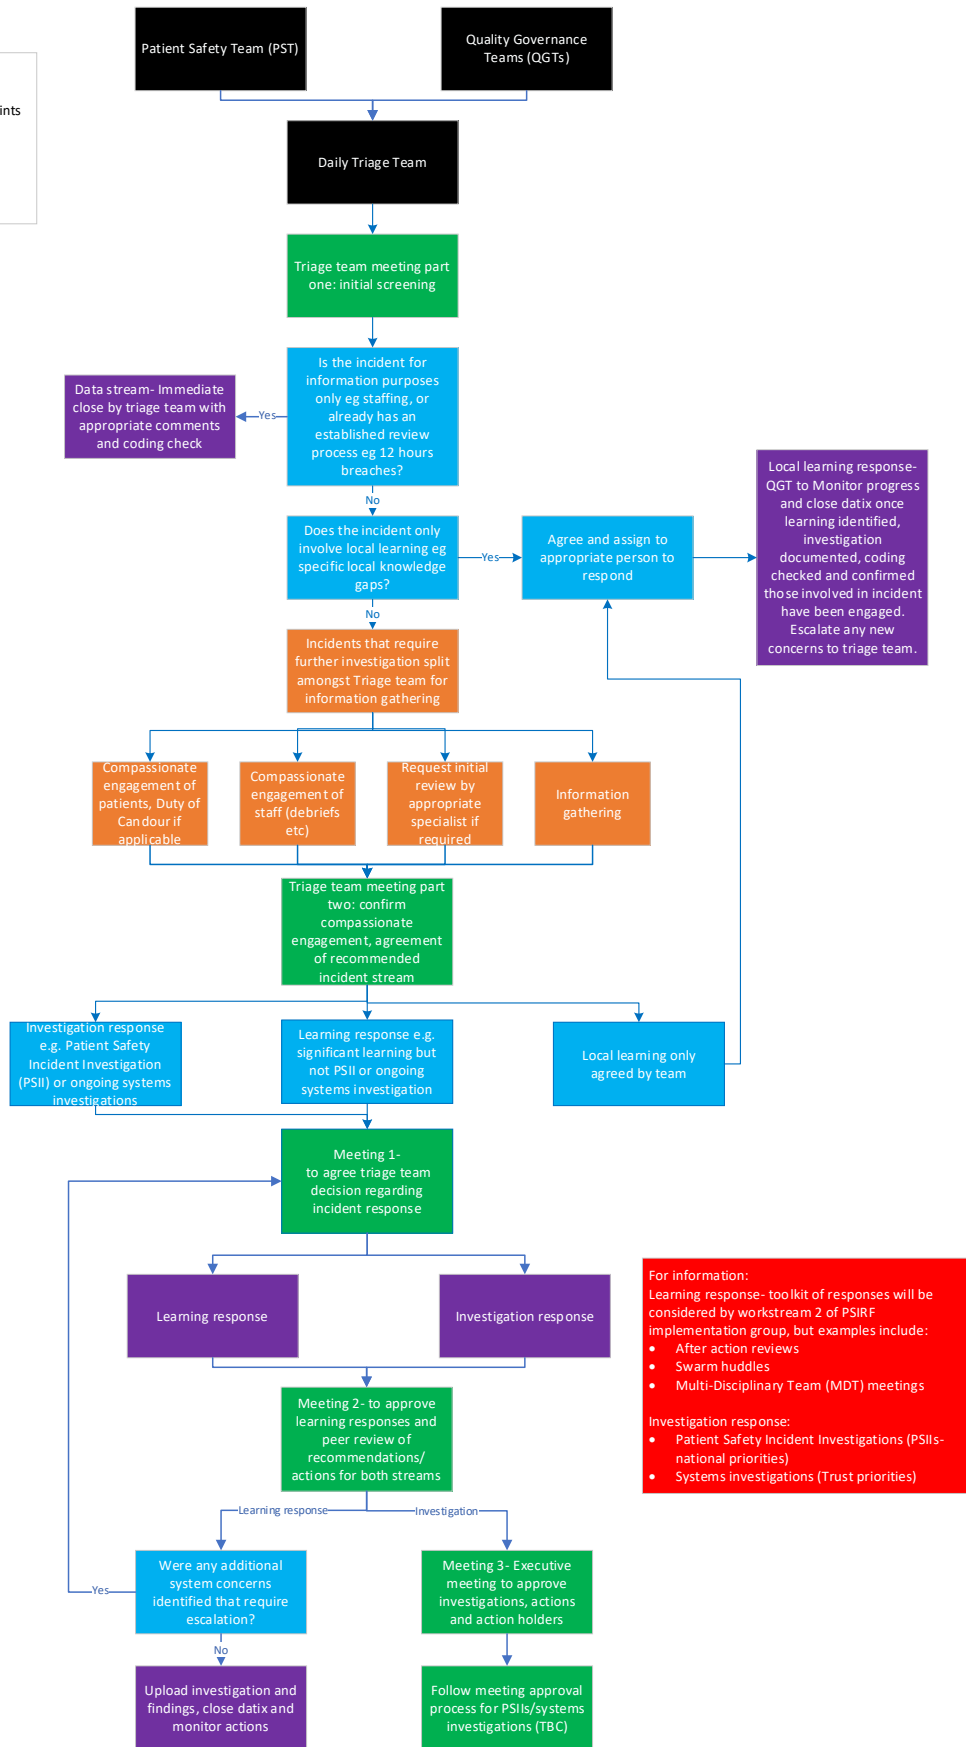 Patient Safety Team (PST)
Quality Governance
Teams (QGTs)
ints
Daily Triage Team
Triage team meeting part
one: initial screening
Is the incident for
information purposes
only eg staffing, or
already has an
established review
process eg 12 hours
breaches?
Yes
Data stream- Immediate
close by triage team with
appropriate comments
and coding check
No
Does the incident only
involve local learning eg
specific local knowledge
gaps?
Yes
Agree and assign to
appropriate person to
respond
Local learning response-
QGT to Monitor progress
and close datix once
learning identified,
investigation
documented, coding
checked and confirmed
those involved in incident
have been engaged.
Escalate any new
concerns to triage team.
No
Incidents that require
further investigation split
amongst Triage team for
information gathering
Compassionate
engagement of
patients, Duty of
Candour if
applicable
Compassionate
engagement of
staff (debriefs
etc)
Request initial
review by
appropriate
specialist if
required
Information
gathering
Triage team meeting part
two: confirm
compassionate
engagement, agreement
of recommended
incident stream
Investigation response
e.g. Patient Safety
Incident Investigation
(PSII) or ongoing systems
investigations
Learning response e.g.
significant learning but
not PSII or ongoing
systems investigation
Local learning only
agreed by team
Meeting 1-
to agree triage team
decision regarding
incident response
Learning response
Investigation response
For information:
Learning response- toolkit of responses will be
considered by workstream 2 of PSIRF
implementation group, but examples include:
• After action reviews
• Swarm huddles
• Multi-Disciplinary Team (MDT) meetings
Investigation response:
• Patient Safety Incident Investigations (PSIIs-
national priorities)
• Systems investigations (Trust priorities)
Meeting 2- to approve
learning responses and
peer review of
recommendations/
actions for both streams
Learning response
Investigation
Were any additional
system concerns
identified that require
escalation?
Yes
Meeting 3- Executive
meeting to approve
investigations, actions
and action holders
No
Upload investigation and
findings, close datix and
monitor actions
Follow meeting approval
process for PSIIs/systems
investigations (TBC)